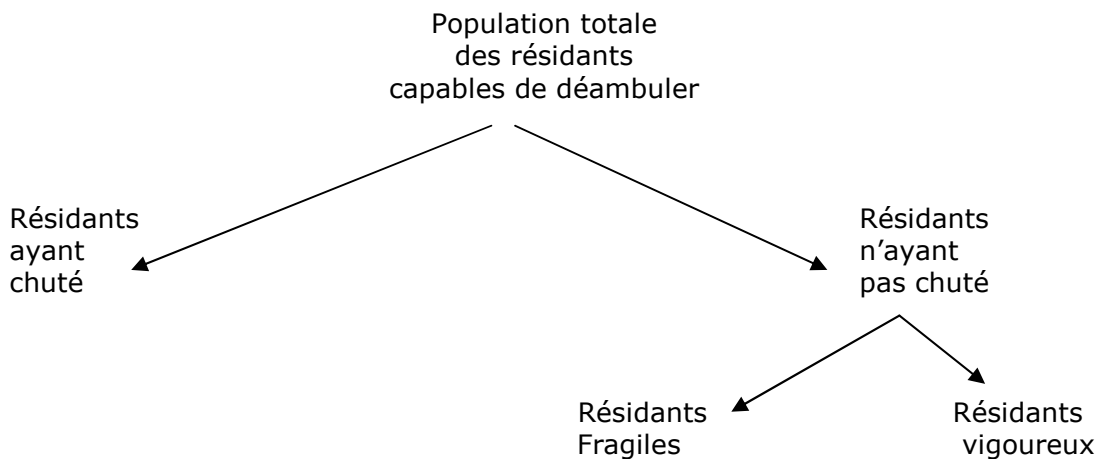 Population totale
des résidants
capables de déambuler
Résidants
ayant
chuté
Résidants
n’ayant
pas chuté
Résidants
Fragiles
Résidants
vigoureux